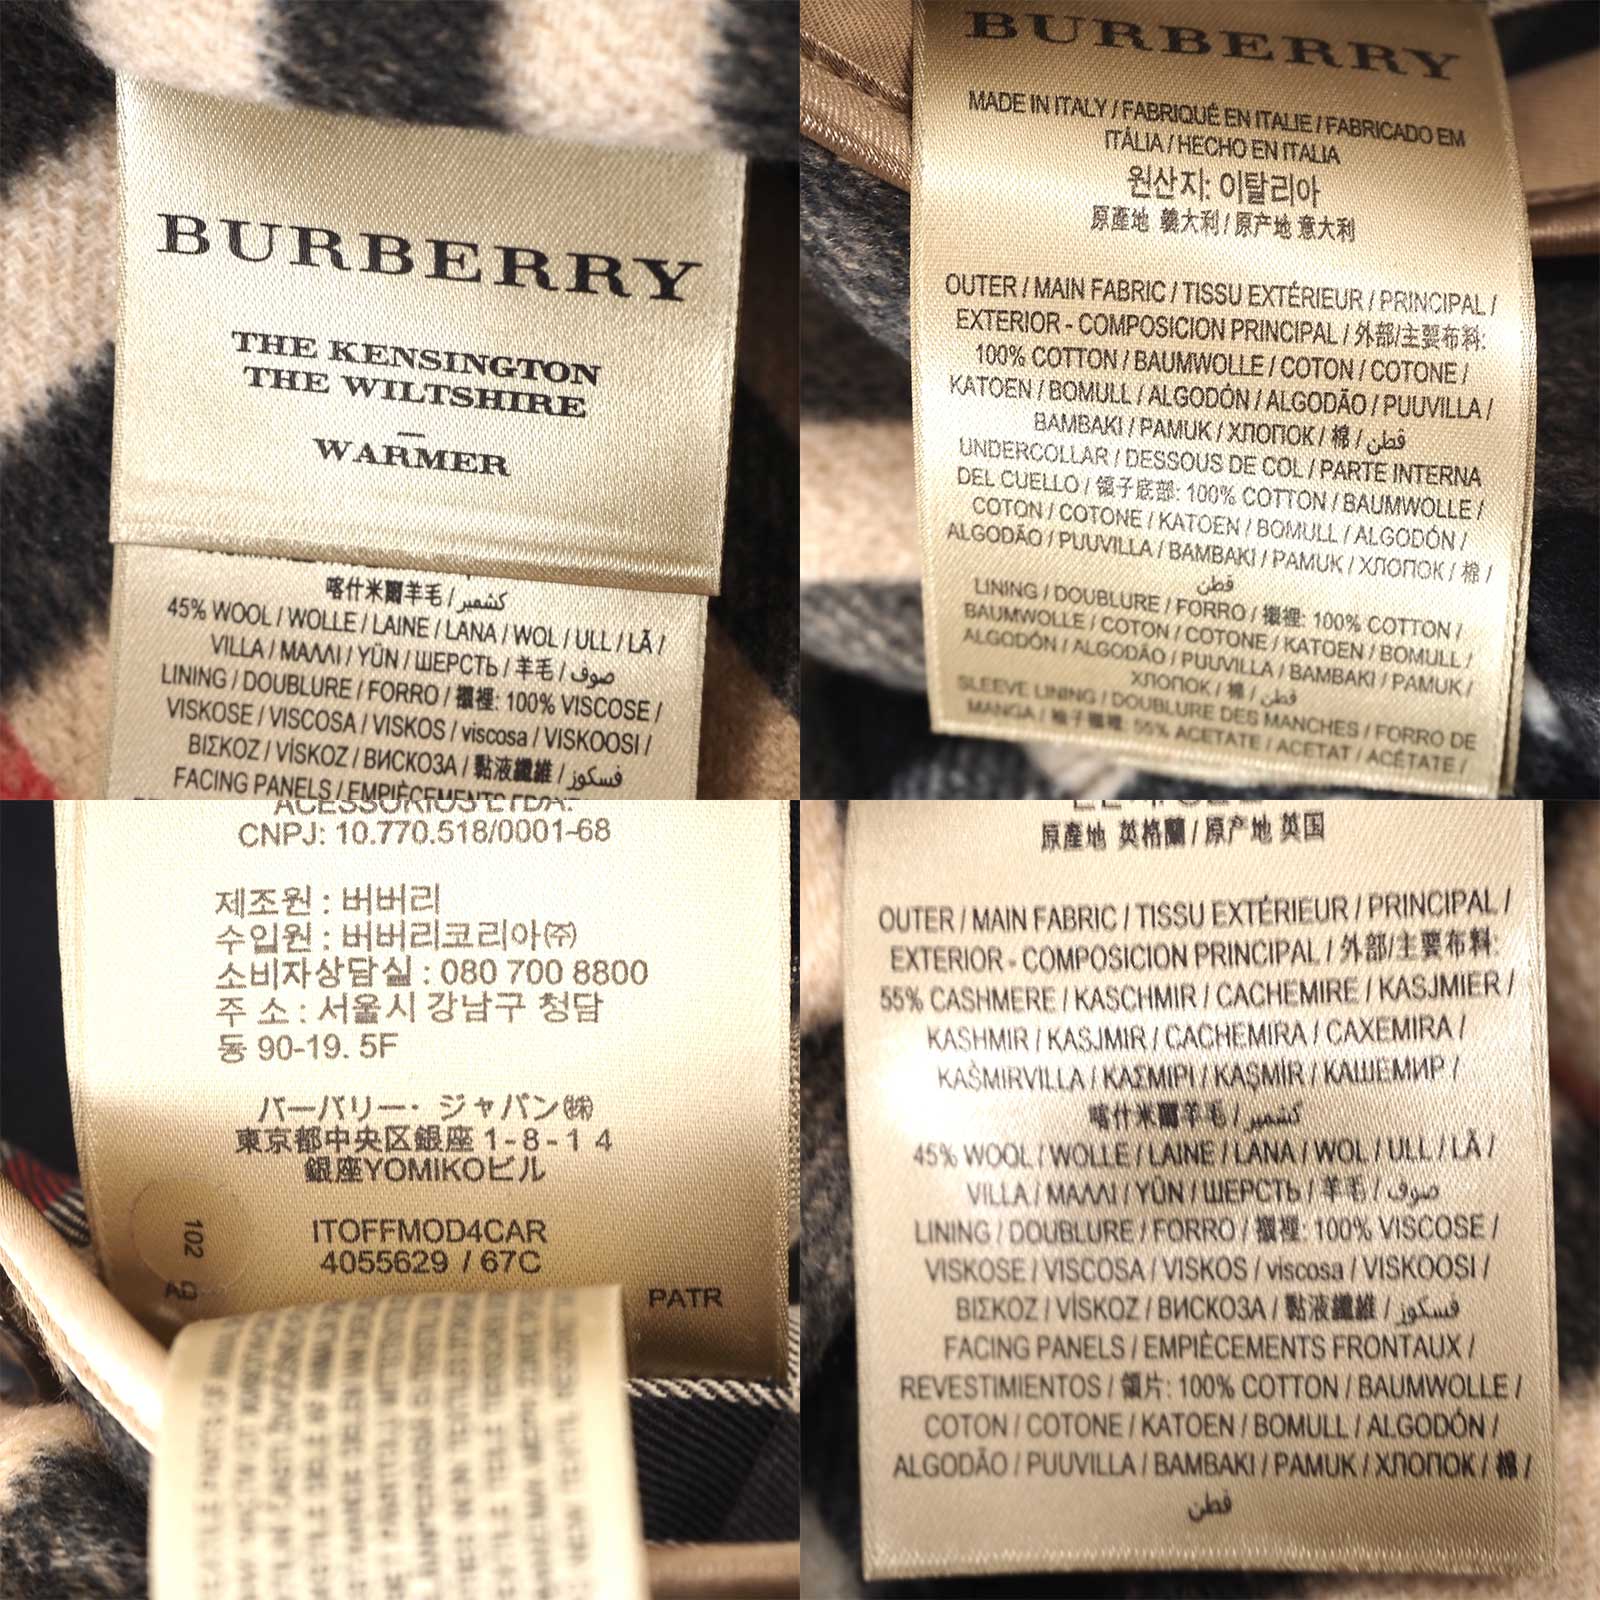 BURBERRY
THE KENSINGTON
THE WILTSHIRE
—
WARMER
喀什米爾羊毛 / كشمير
45% WOOL / WOLLE / LAINE / LANA / WOL / ULL / LÃ /
VILLA / ΜΑΛΛΙ / YÜN / ШЕРСТЬ / 羊毛 / صوف
LINING / DOUBLURE / FORRO / 襯裡: 100% VISCOSE /
VISKOSE / VISCOSA / VISKOS / viscosa / VISKOOSI /
ΒΙΣΚΟΖ / VİSKOZ / ВИСКОЗА / 黏液纖維 / فسكوز
FACING PANELS / EMPIÈCEMENTS FRONTAUX /
BURBERRY
MADE IN ITALY / FABRIQUÉ EN ITALIE / FABRICADO EM
ITÁLIA / HECHO EN ITALIA
원산지: 이탈리아
原產地 義大利 / 原产地 意大利
OUTER / MAIN FABRIC / TISSU EXTÉRIEUR / PRINCIPAL /
EXTERIOR - COMPOSICION PRINCIPAL / 外部/主要布料:
100% COTTON / BAUMWOLLE / COTON / COTONE /
KATOEN / BOMULL / ALGODÓN / ALGODÃO / PUUVILLA /
BAMBAKI / PAMUK / ХЛОПОК / 棉 / قطن
UNDERCOLLAR / DESSOUS DE COL / PARTE INTERNA
DEL CUELLO / 領子底部: 100% COTTON / BAUMWOLLE /
COTON / COTONE / KATOEN / BOMULL / ALGODÓN /
ALGODÃO / PUUVILLA / BAMBAKI / PAMUK / ХЛОПОК / 棉 /
قطن
LINING / DOUBLURE / FORRO / 襯裡: 100% COTTON /
BAUMWOLLE / COTON / COTONE / KATOEN / BOMULL /
ALGODÓN / ALGODÃO / PUUVILLA / BAMBAKI / PAMUK /
ХЛОПОК / 棉 / قطن
SLEEVE LINING / DOUBLURE DES MANCHES / FORRO DE
MANGA / 袖子襯裡: 55% ACETATE / ACETAT / ACÉTATE /
ACESSÓRIOS LTDA.
CNPJ: 10.770.518/0001-68
제조원 : 버버리
수입원 : 버버리코리아㈜
소비자상담실 : 080 700 8800
주 소 : 서울시 강남구 청담
동 90-19. 5F
バーバリー・ジャパン㈱
東京都中央区銀座 1-8-1 4
銀座YOMIKOビル
ITOFFMOD4CAR
4055629 / 67C
102
PATR
原產地 英格蘭 / 原产地 英国
OUTER / MAIN FABRIC / TISSU EXTÉRIEUR / PRINCIPAL /
EXTERIOR - COMPOSICION PRINCIPAL / 外部/主要布料:
55% CASHMERE / KASCHMIR / CACHEMIRE / KASJMIER /
KASHMIR / KASJMIR / CACHEMIRA / CAXEMIRA /
KAŠMIRVILLA / ΚΑΣΜΙΡΙ / KAŞMİR / КАШЕМИР /
喀什米爾羊毛 / كشمير
45% WOOL / WOLLE / LAINE / LANA / WOL / ULL / LÃ /
VILLA / ΜΑΛΛΙ / YÜN / ШЕРСТЬ / 羊毛 / صوف
LINING / DOUBLURE / FORRO / 襯裡: 100% VISCOSE /
VISKOSE / VISCOSA / VISKOS / viscosa / VISKOOSI /
ΒΙΣΚΟΖ / VİSKOZ / ВИСКОЗА / 黏液纖維 / فسكوز
FACING PANELS / EMPIÈCEMENTS FRONTAUX /
REVESTIMIENTOS / 領片: 100% COTTON / BAUMWOLLE /
COTON / COTONE / KATOEN / BOMULL / ALGODÓN /
ALGODÃO / PUUVILLA / BAMBAKI / PAMUK / ХЛОПОК / 棉 /
قطن